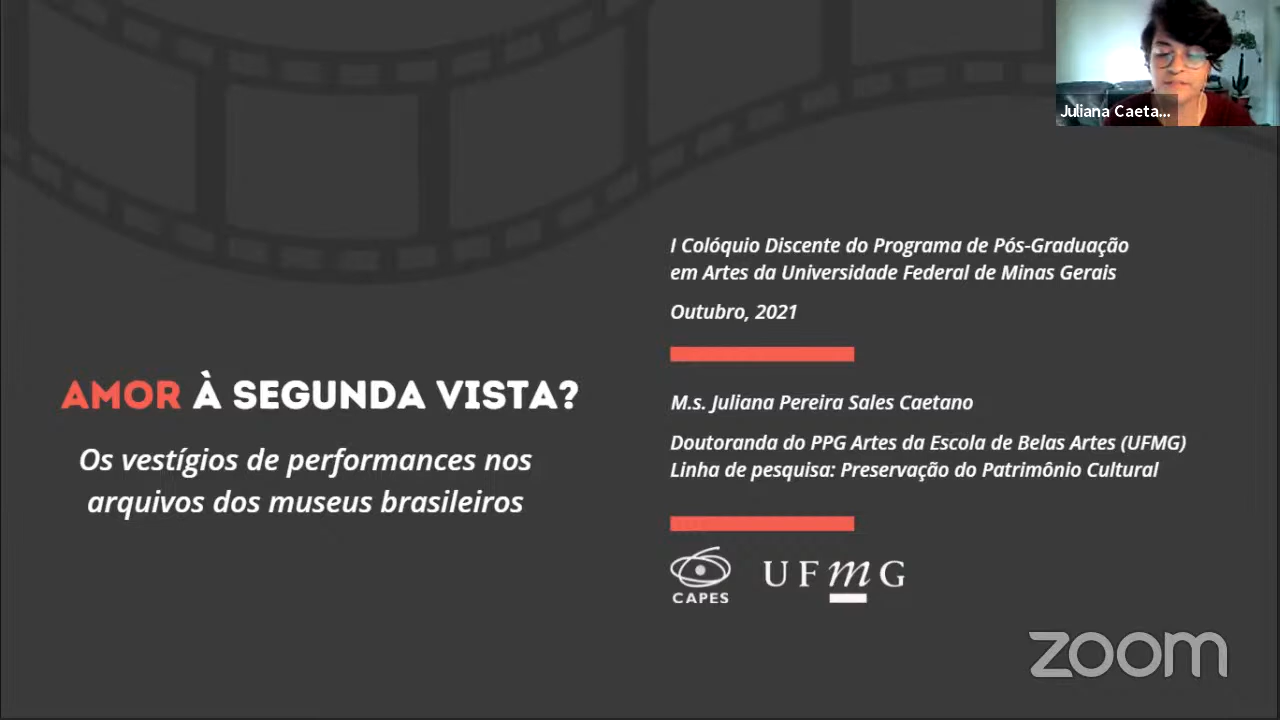 Juliana Caeta...
I Colóquio Discente do Programa de Pós-Graduação
em Artes da Universidade Federal de Minas Gerais
Outubro, 2021
AMOR À SEGUNDA VISTA?
Os vestígios de performances nos
arquivos dos museus brasileiros
M.s. Juliana Pereira Sales Caetano
Doutoranda do PPG Artes da Escola de Belas Artes (UFMG)
Linha de pesquisa: Preservação do Patrimônio Cultural
CAPES
UFmG
zoom